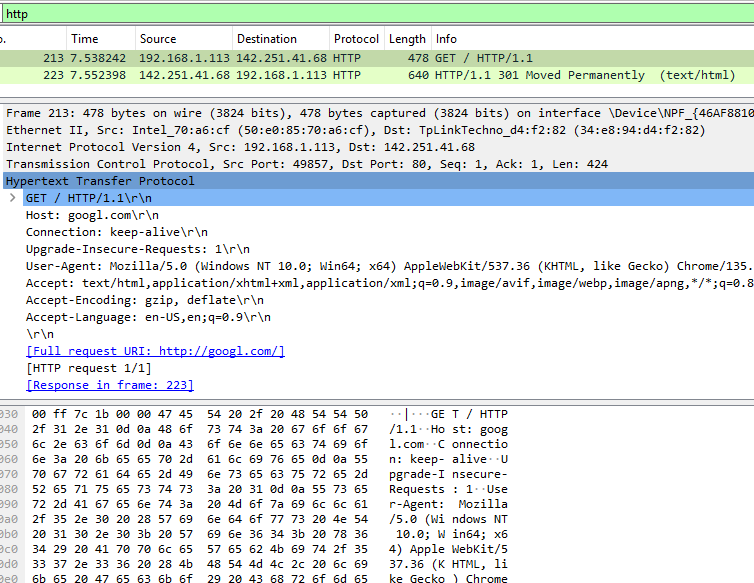 http
o. Time Source Destination Protocol Length Info
213 7.538242 192.168.1.113 142.251.41.68 HTTP 478 GET / HTTP/1.1
223 7.552398 142.251.41.68 192.168.1.113 HTTP 640 HTTP/1.1 301 Moved Permanently (text/html)
Frame 213: 478 bytes on wire (3824 bits), 478 bytes captured (3824 bits) on interface \Device\NPF_{46AF8810
Ethernet II, Src: Intel_70:a6:cf (50:e0:85:70:a6:cf), Dst: TpLinkTechno_d4:f2:82 (34:e8:94:d4:f2:82)
Internet Protocol Version 4, Src: 192.168.1.113, Dst: 142.251.41.68
Transmission Control Protocol, Src Port: 49857, Dst Port: 80, Seq: 1, Ack: 1, Len: 424
Hypertext Transfer Protocol
GET / HTTP/1.1\r\n
Host: googl.com\r\n
Connection: keep-alive\r\n
Upgrade-Insecure-Requests: 1\r\n
User-Agent: Mozilla/5.0 (Windows NT 10.0; Win64; x64) AppleWebKit/537.36 (KHTML, like Gecko) Chrome/135.
Accept: text/html,application/xhtml+xml,application/xml;q=0.9,image/avif,image/webp,image/apng,*/*;q=0.8
Accept-Encoding: gzip, deflate\r\n
Accept-Language: en-US,en;q=0.9\r\n
\r\n
[Full request URI: http://googl.com/]
[HTTP request 1/1]
[Response in frame: 223]
030 00 ff 7c 1b 00 00 47 45 54 20 2f 20 48 54 54 50 ··|···GE T / HTTP
040 2f 31 2e 31 0d 0a 48 6f 73 74 3a 20 67 6f 6f 67 /1.1··Ho st: goog
050 6c 2e 63 6f 6d 0d 0a 43 6f 6e 6e 65 63 74 69 6f l.com··C onnectio
060 6e 3a 20 6b 65 65 70 2d 61 6c 69 76 65 0d 0a 55 n: keep- alive··U
070 70 67 72 61 64 65 2d 49 6e 73 65 63 75 72 65 2d pgrade-I nsecure-
080 52 65 71 75 65 73 74 73 3a 20 31 0d 0a 55 73 65 Requests : 1··Use
090 72 2d 41 67 65 6e 74 3a 20 4d 6f 7a 69 6c 6c 61 r-Agent: Mozilla
0a0 2f 35 2e 30 20 28 57 69 6e 64 6f 77 73 20 4e 54 /5.0 (Wi ndows NT
0b0 20 31 30 2e 30 3b 20 57 69 6e 36 34 3b 20 78 36 10.0; W in64; x6
0c0 34 29 20 41 70 70 6c 65 57 65 62 4b 69 74 2f 35 4) Apple WebKit/5
0d0 33 37 2e 33 36 20 28 4b 48 54 4d 4c 2c 20 6c 69 37.36 (K HTML, li
0e0 6b 65 20 47 65 63 6b 6f 29 20 43 68 72 6f 6d 65 ke Gecko ) Chrome